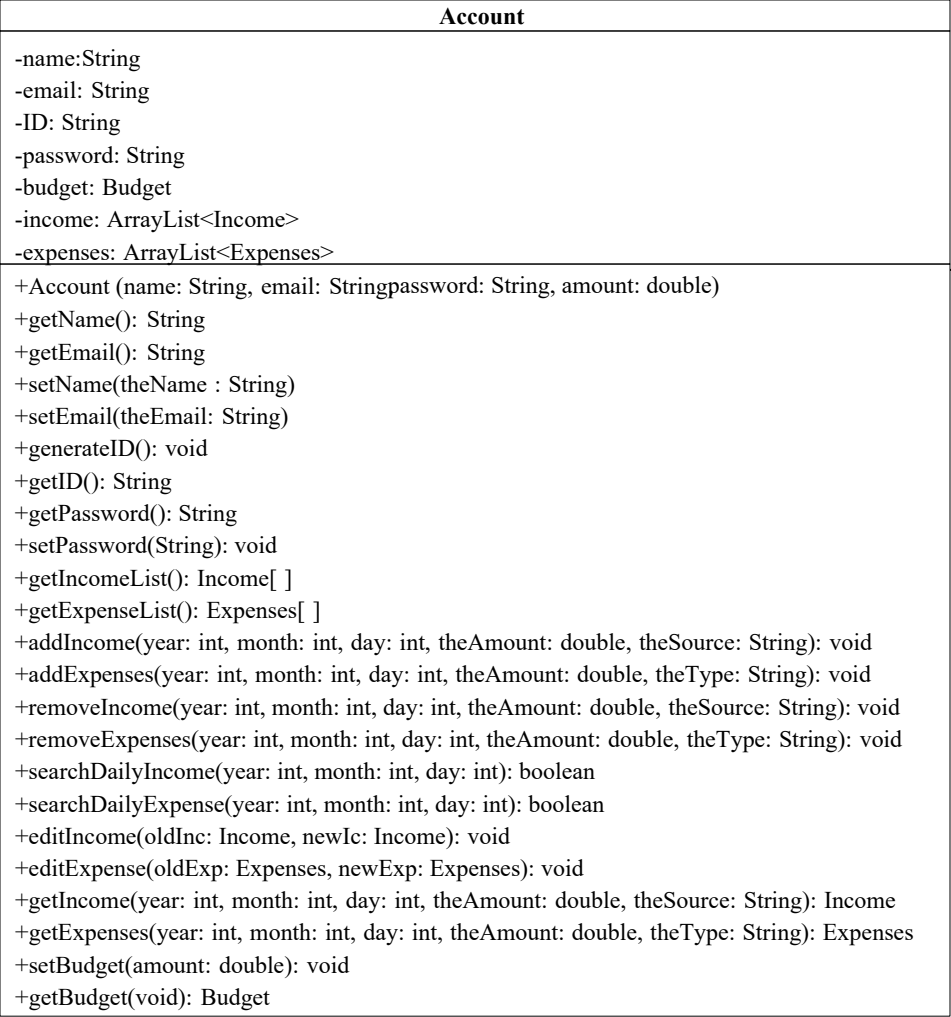 Account
-name:String
-email: String
-ID: String
-password: String
-budget: Budget
-income: ArrayList<Income>
-expenses: ArrayList<Expenses>
+Account (name: String, email: Stringpassword: String, amount: double)
+getName(): String
+getEmail(): String
+setName(theName : String)
+setEmail(theEmail: String)
+generateID(): void
+getID(): String
+getPassword(): String
+setPassword(String): void
+getIncomeList(): Income[ ]
+getExpenseList(): Expenses[ ]
+addIncome(year: int, month: int, day: int, theAmount: double, theSource: String): void
+addExpenses(year: int, month: int, day: int, theAmount: double, theType: String): void
+removeIncome(year: int, month: int, day: int, theAmount: double, theSource: String): void
+removeExpenses(year: int, month: int, day: int, theAmount: double, theType: String): void
+searchDailyIncome(year: int, month: int, day: int): boolean
+searchDailyExpense(year: int, month: int, day: int): boolean
+editIncome(oldInc: Income, newIc: Income): void
+editExpense(oldExp: Expenses, newExp: Expenses): void
+getIncome(year: int, month: int, day: int, theAmount: double, theSource: String): Income
+getExpenses(year: int, month: int, day: int, theAmount: double, theType: String): Expenses
+setBudget(amount: double): void
+getBudget(void): Budget